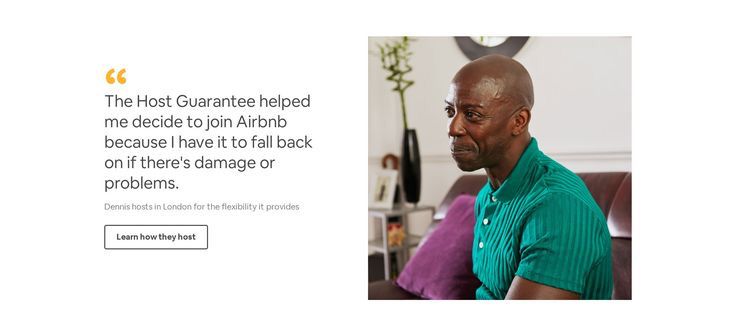 “
The Host Guarantee helped
me decide to join Airbnb
because I have it to fall back
on if there's damage or
problems.
Dennis hosts in London for the flexibility it provides
Learn how they host